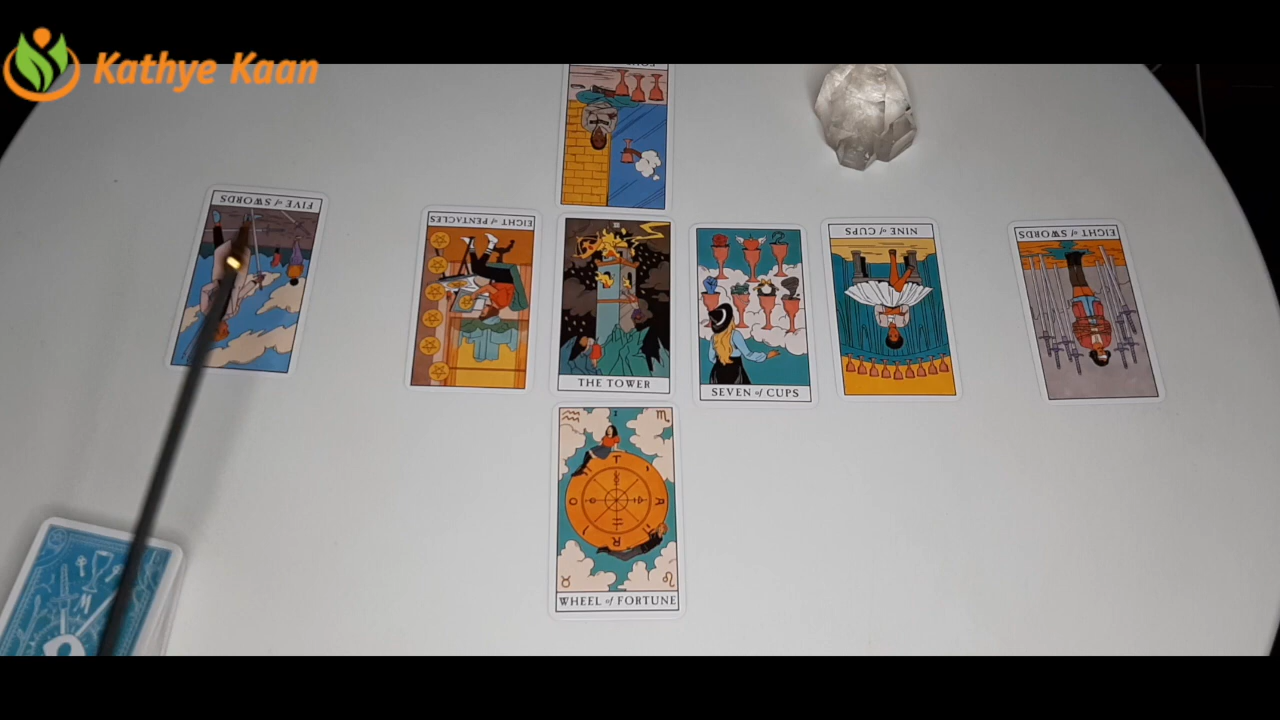 Kathye Kaan
FIVE of SWORDS
EIGHT of PENTACLES
THE TOWER
SEVEN of CUPS
NINE of CUPS
EIGHT of SWORDS
WHEEL of FORTUNE